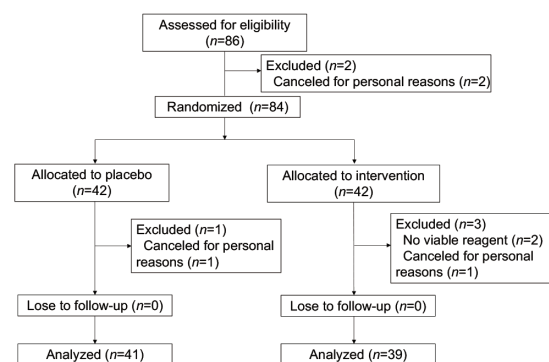 Assessed for eligibility
(n=86)
Excluded (n=2)
Canceled for personal reasons (n=2)
Randomized (n=84)
Allocated to placebo
(n=42)
Allocated to intervention
(n=42)
Excluded (n=1)
Canceled for personal
reasons (n=1)
Excluded (n=3)
No viable reagent (n=2)
Canceled for personal
reasons (n=1)
Lose to follow-up (n=0)
Lose to follow-up (n=0)
Analyzed (n=41)
Analyzed (n=39)